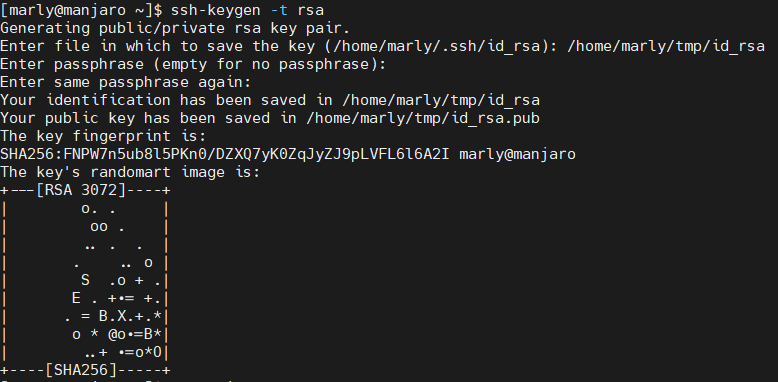 [marly@manjaro ~]$ ssh-keygen -t rsa
Generating public/private rsa key pair.
Enter file in which to save the key (/home/marly/.ssh/id_rsa): /home/marly/tmp/id_rsa
Enter passphrase (empty for no passphrase):
Enter same passphrase again:
Your identification has been saved in /home/marly/tmp/id_rsa
Your public key has been saved in /home/marly/tmp/id_rsa.pub
The key fingerprint is:
SHA256:FNPW7n5ub8l5PKn0/DZXQ7yK0ZqJyZJ9pLVFL6l6A2I marly@manjaro
The key's randomart image is:
+---[RSA 3072]----+
|        o. .     |
|         oo .    |
|        .. .  .  |
|       .    .. o |
|        S  .o + .|
|       E . +•= +.|
|      . = B.X.+.*|
|       o * @o•=B*|
|        ..+ •=o*O|
+----[SHA256]-----+